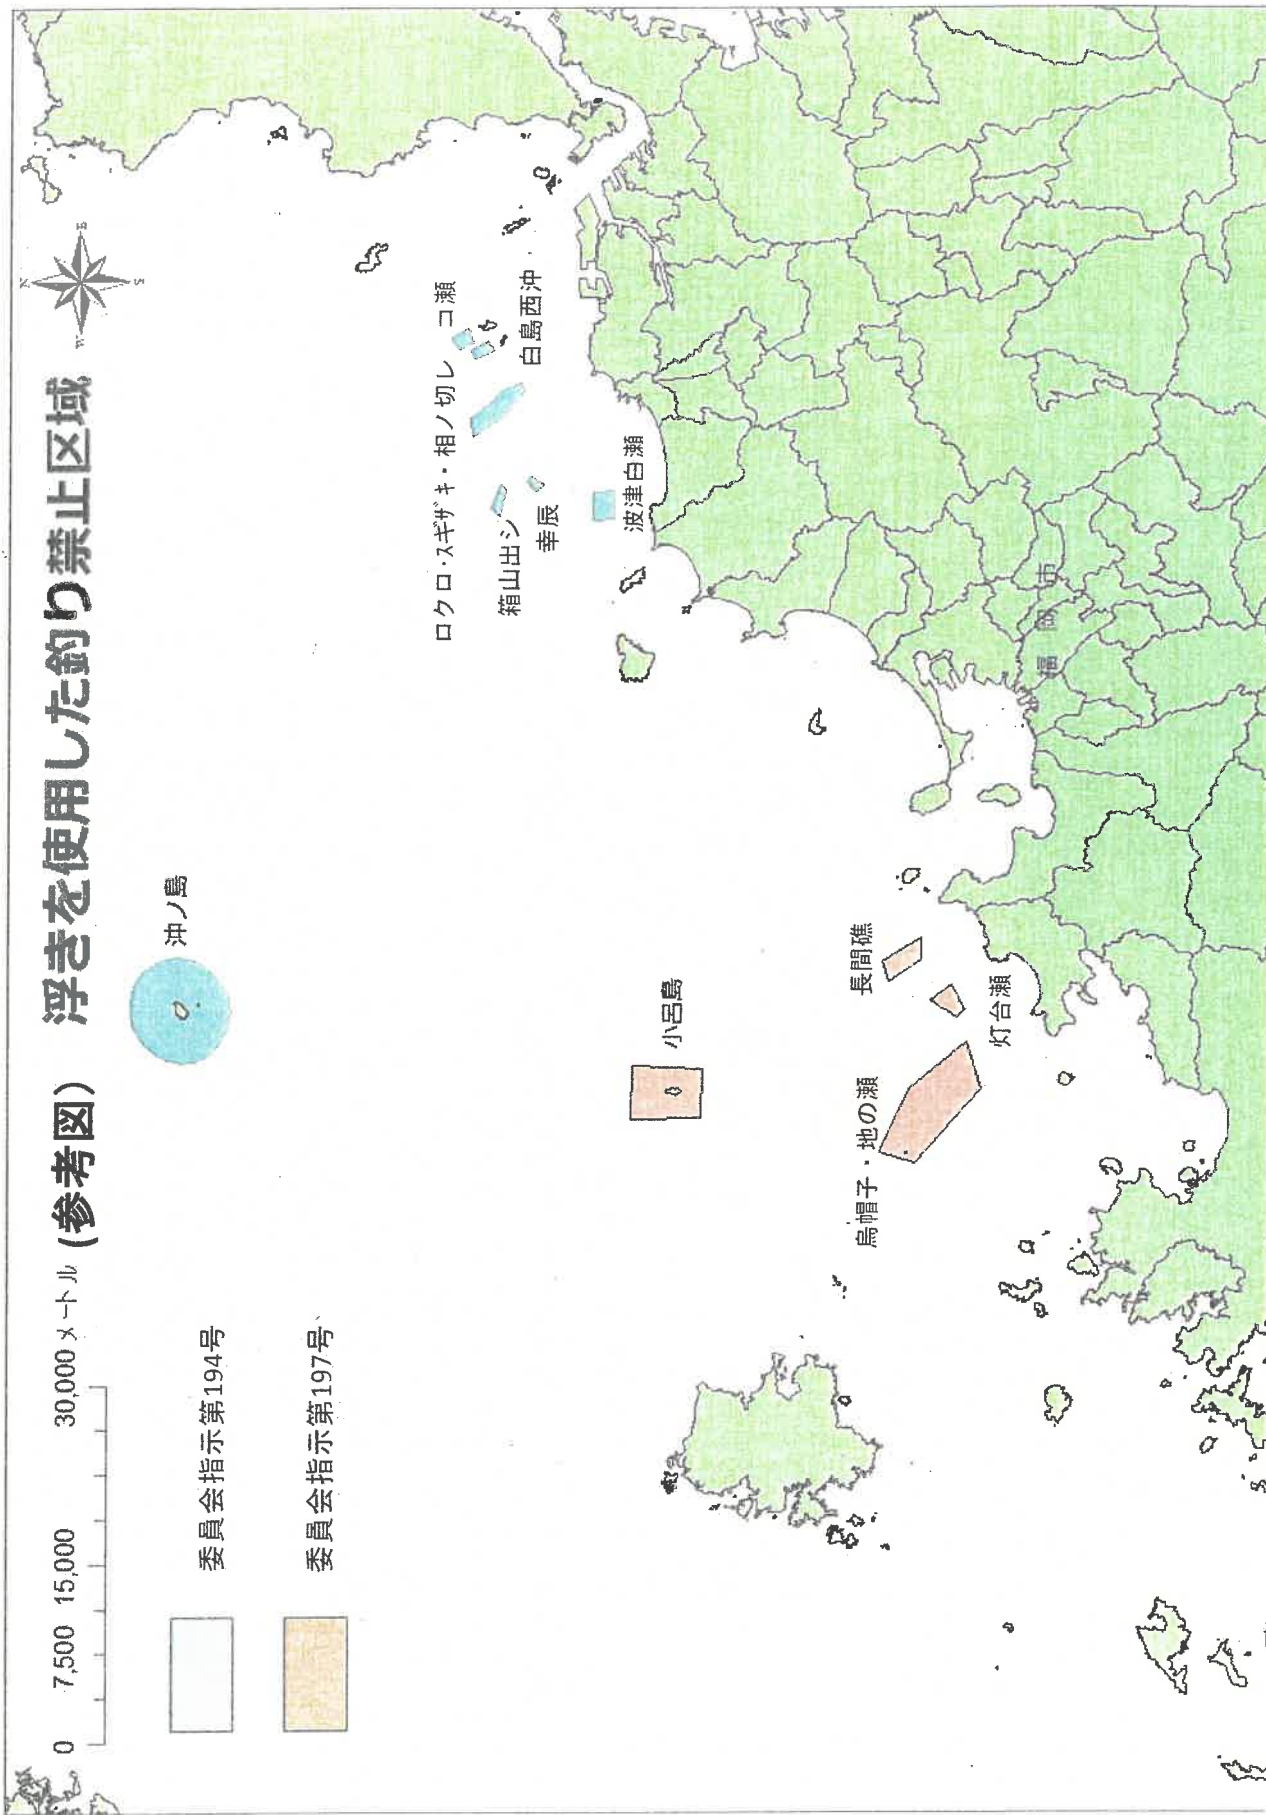 (参考図) 浮きを使用した釣り禁止区域
0 7,500 15,000 30,000 メートル
委員会指示第194号
委員会指示第197号
N
W
E
S
沖ノ島
ロクロ・スギザキ・相ノ切レ
コ瀬
白島西沖
箱山出シ
幸辰
波津白瀬
小呂島
長間礁
灯台瀬
烏帽子・地の瀬
福岡市